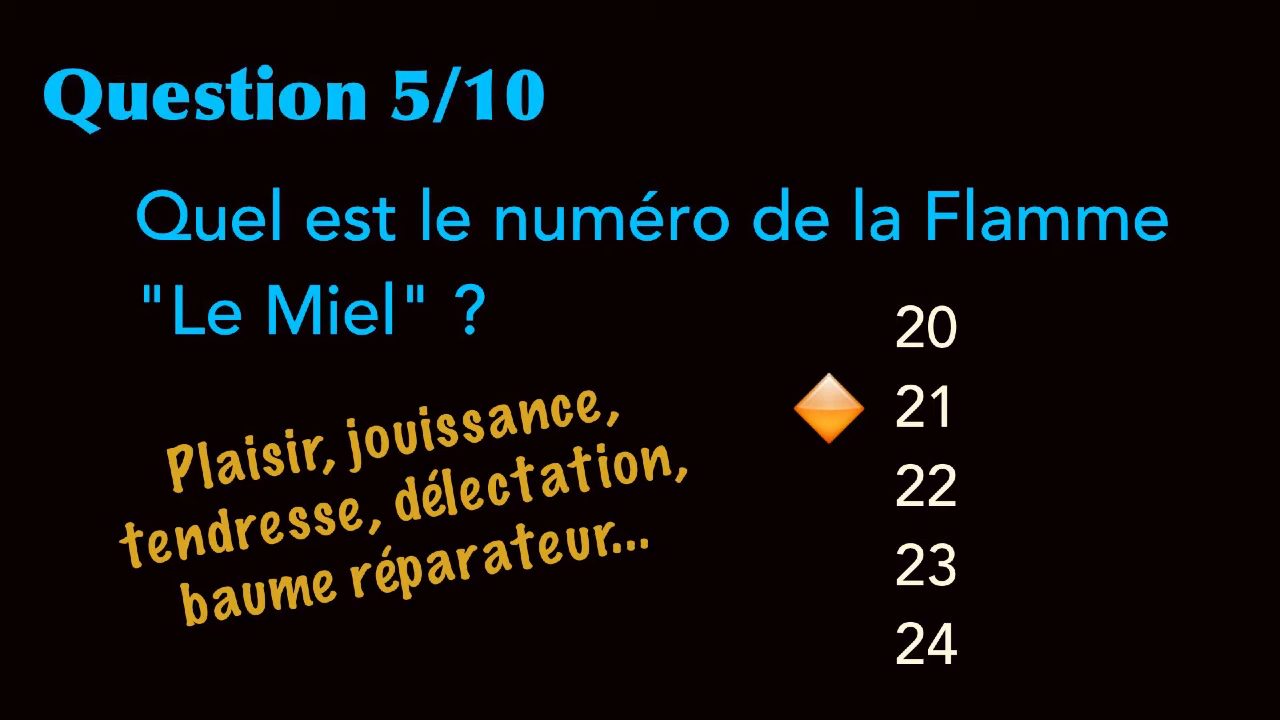 Question 5/10
Quel est le numéro de la Flamme
"Le Miel" ?
Plaisir, jouissance,
tendresse, délectation,
baume réparateur...
20
21
22
23
24